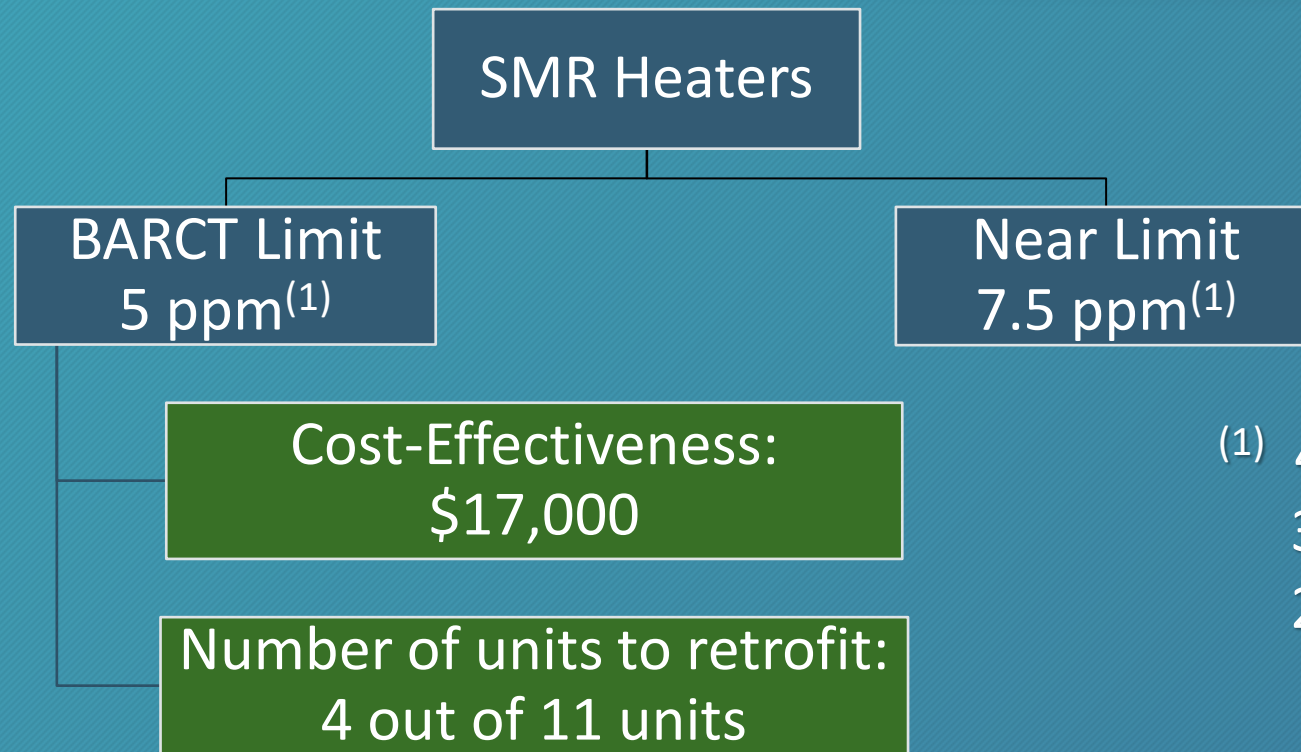 SMR Heaters
BARCT Limit
5 ppm(1)
Near Limit
7.5 ppm(1)
Cost-Effectiveness:
$17,000
Number of units to retrofit:
4 out of 11 units
(1)